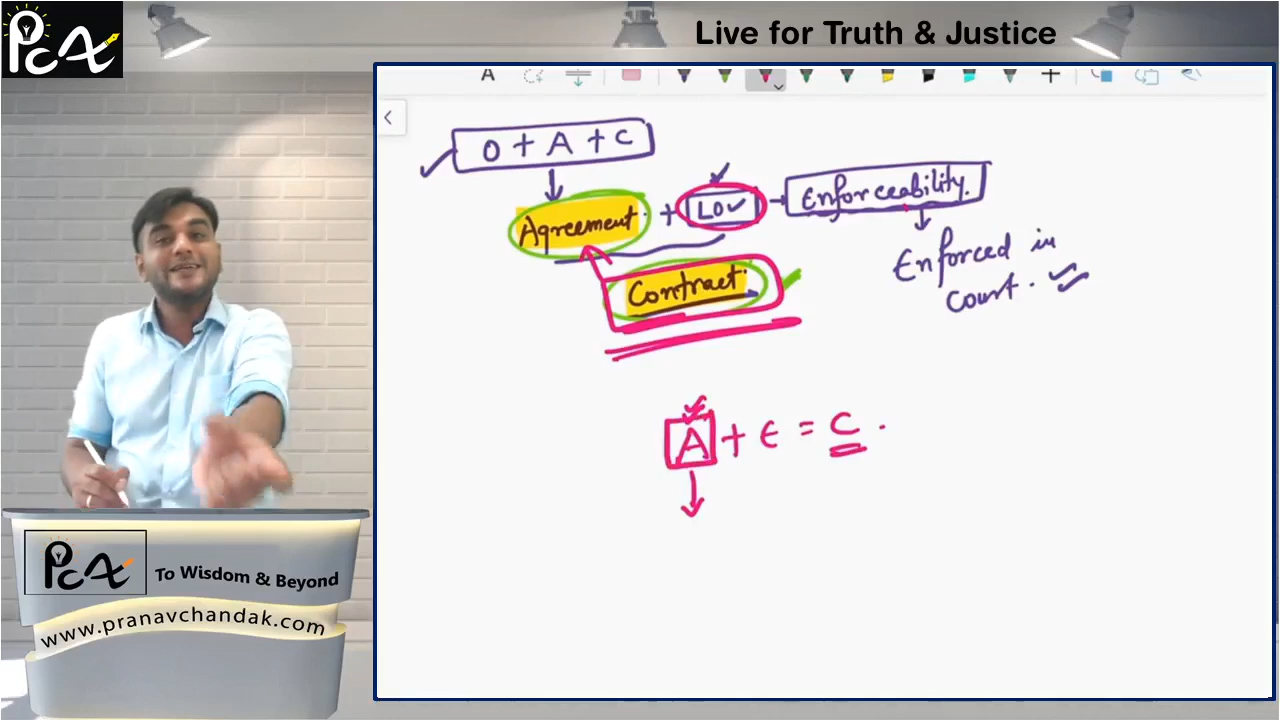 PCA
Live for Truth & Justice
A
O + A + C
Agreement + LOV → Enforceability.
Enforced in court.
Contract
A + E = C.
PCA
To Wisdom & Beyond
www.pranavchandak.com